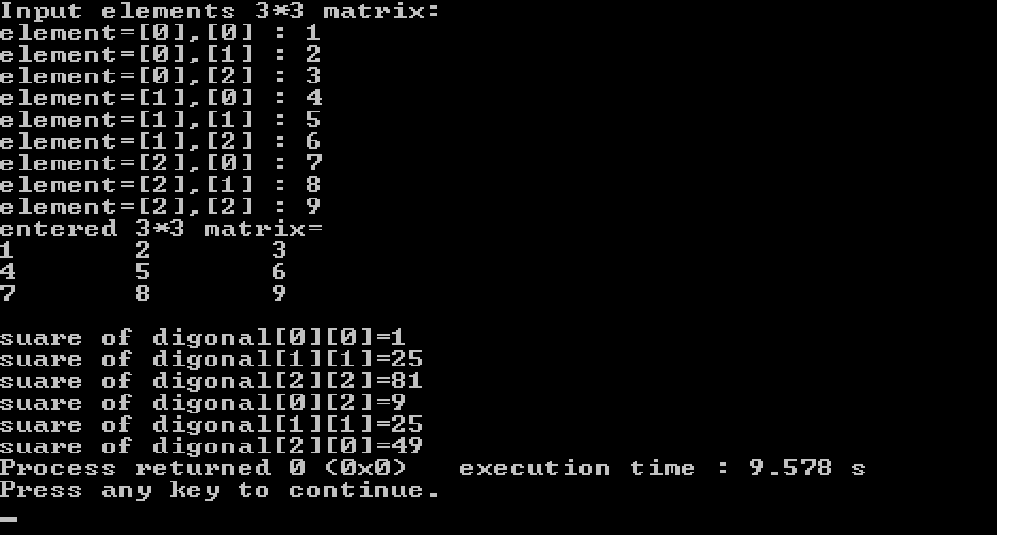 Input elements 3*3 matrix:
element=[0],[0] : 1
element=[0],[1] : 2
element=[0],[2] : 3
element=[1],[0] : 4
element=[1],[1] : 5
element=[1],[2] : 6
element=[2],[0] : 7
element=[2],[1] : 8
element=[2],[2] : 9
entered 3*3 matrix=
1 2 3
4 5 6
7 8 9
suare of digonal[0][0]=1
suare of digonal[1][1]=25
suare of digonal[2][2]=81
suare of digonal[0][2]=9
suare of digonal[1][1]=25
suare of digonal[2][0]=49
Process returned 0 (0x0) execution time : 9.578 s
Press any key to continue.